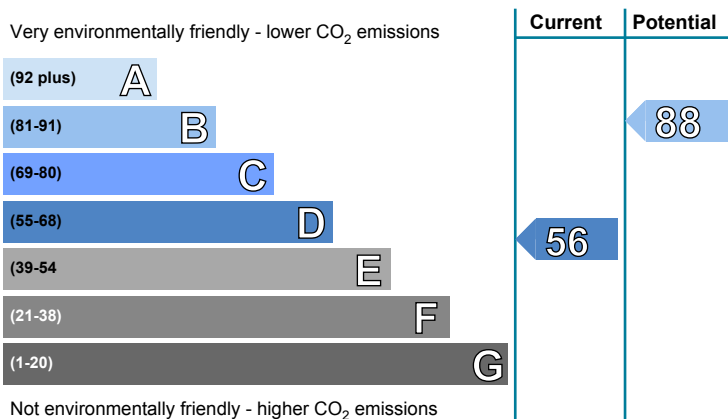 Current Potential
Very environmentally friendly - lower CO2 emissions
(92 plus) A
(81-91) B
88
(69-80) C
(55-68) D
56
(39-54 E
(21-38) F
(1-20) G
Not environmentally friendly - higher CO2 emissions